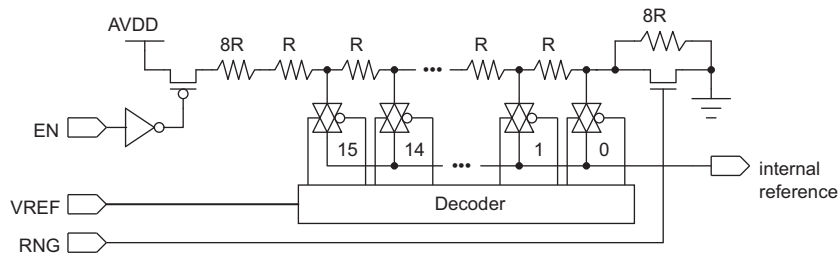 AVDD
8R
R
R
R
R
8R
EN
15
14
1
0
internal
reference
VREF
Decoder
RNG